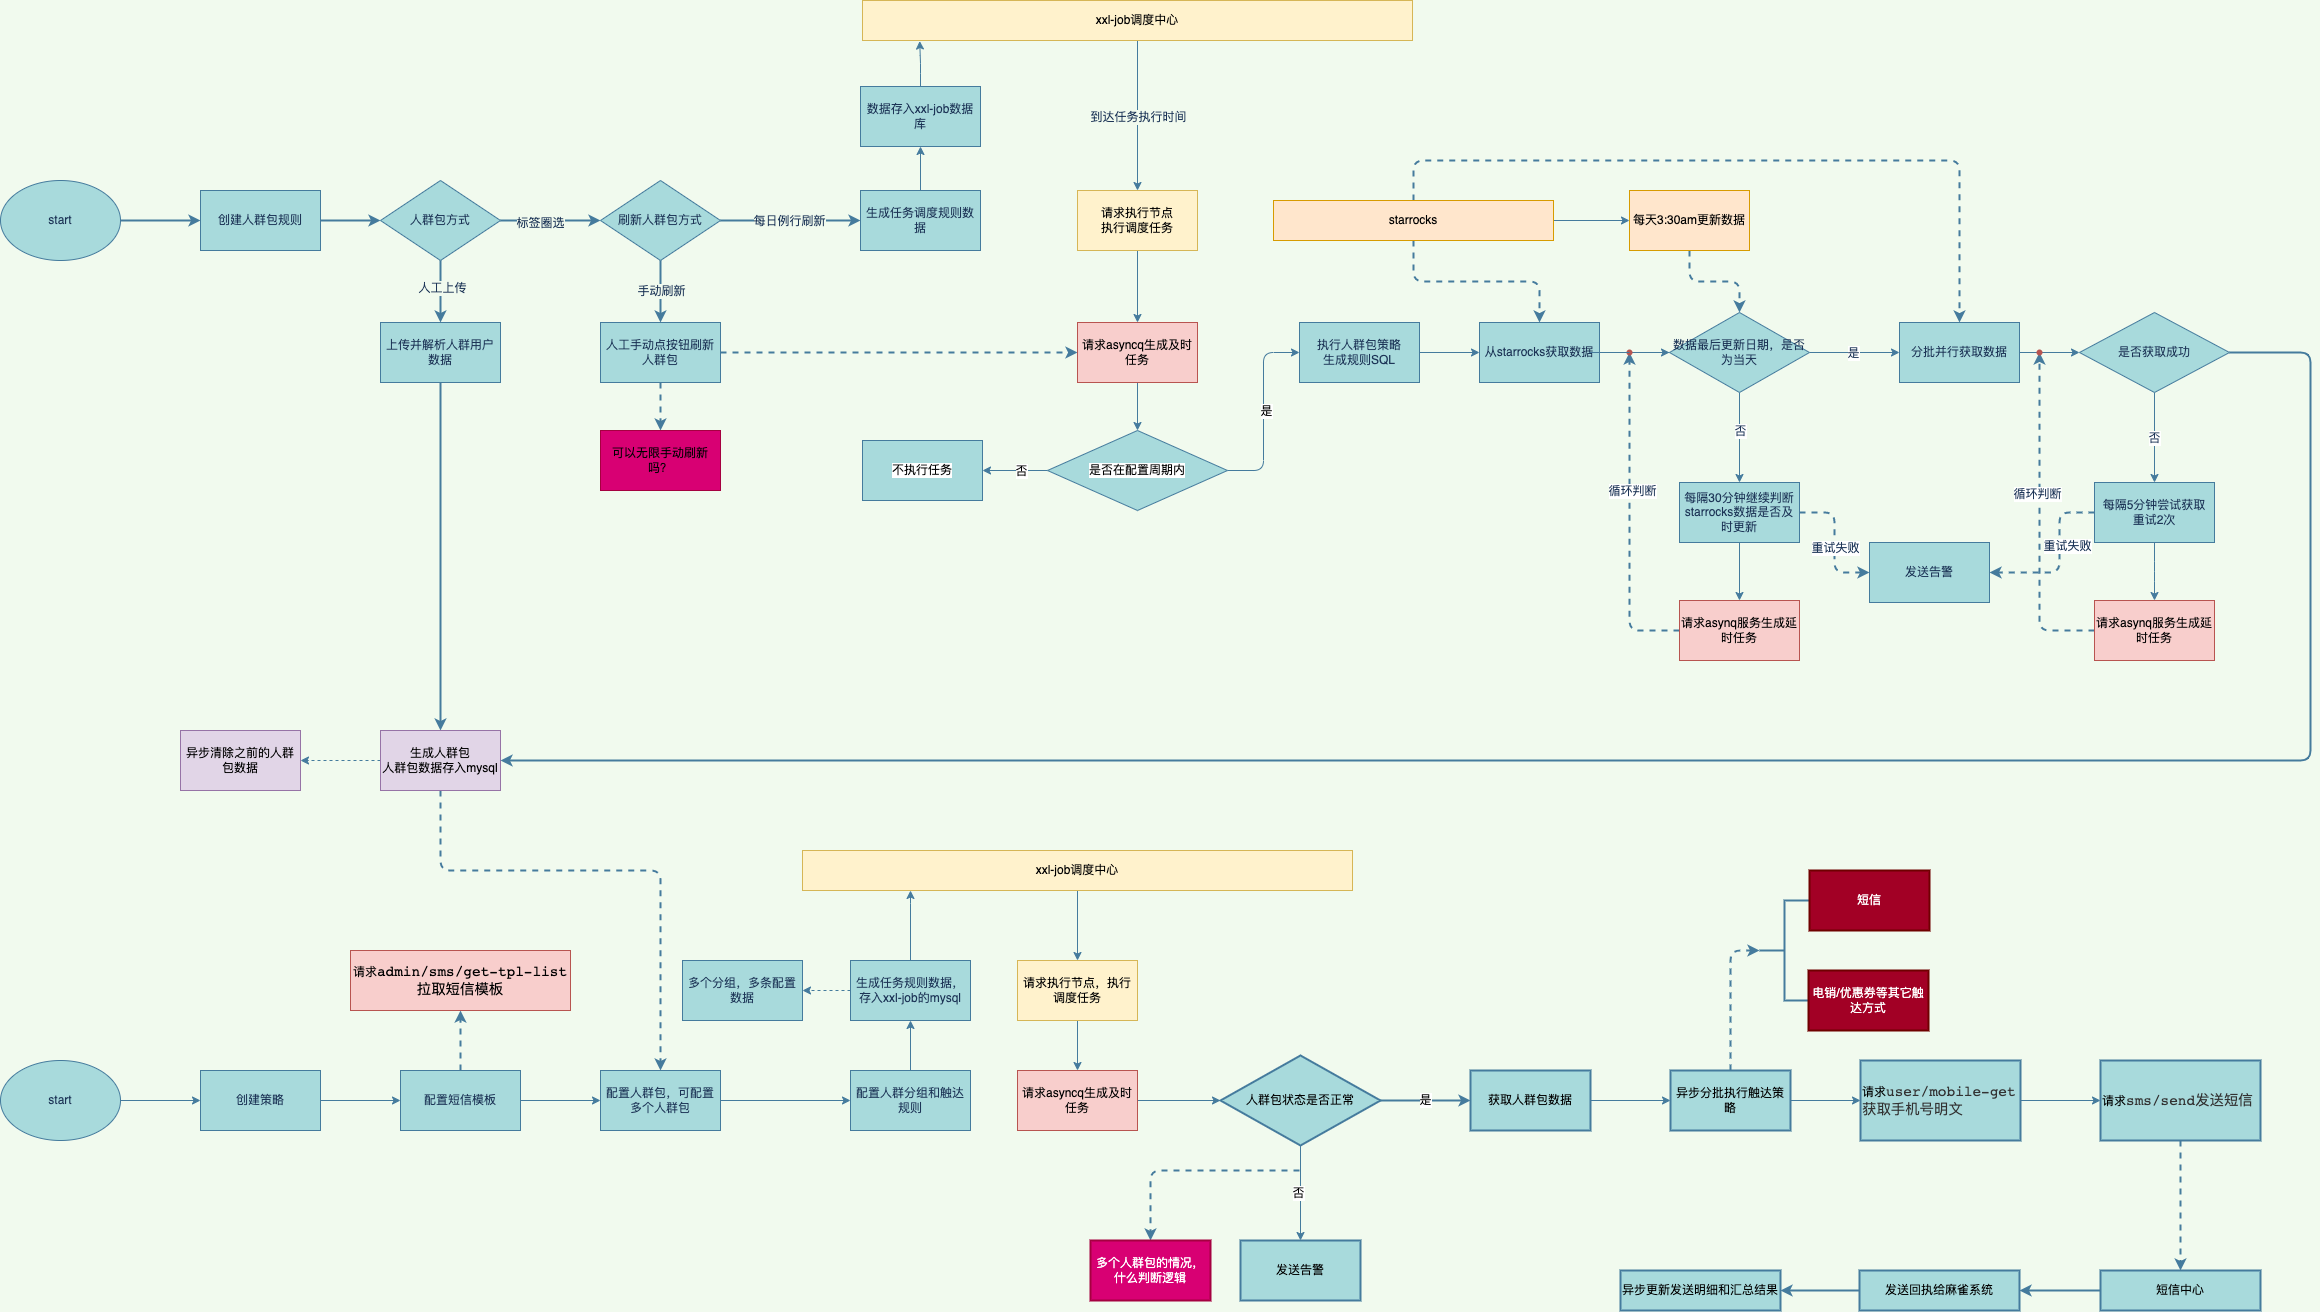 xxl-job调度中心
数据存入xxl-job数据
库
到达任务执行时间
start
创建人群包规则
人群包方式
标签圈选
刷新人群包方式
每日例行刷新
生成任务调度规则数
据
请求执行节点
执行调度任务
starrocks
每天3:30am更新数据
人工上传
手动刷新
上传并解析人群用户
数据
人工手动点按钮刷新
人群包
请求asyncq生成及时
任务
执行人群包策略
生成规则SQL
从starrocks获取数据
数据最后更新日期，是否
为当天
是
分批并行获取数据
是否获取成功
可以无限手动刷新
吗？
不执行任务
否
是否在配置周期内
是
否
否
循环判断
每隔30分钟继续判断
starrocks数据是否及
时更新
循环判断
每隔5分钟尝试获取
重试2次
重试失败
发送告警
重试失败
请求asynq服务生成延
时任务
请求asynq服务生成延
时任务
异步清除之前的人群
包数据
生成人群包
人群包数据存入mysql
xxl-job调度中心
短信
请求admin/sms/get-tpl-list
拉取短信模板
多个分组，多条配置
数据
生成任务规则数据，
存入xxl-job的mysql
请求执行节点，执行
调度任务
电销/优惠券等其它触
达方式
start
创建策略
配置短信模板
配置人群包，可配置
多个人群包
配置人群分组和触达
规则
请求asyncq生成及时
任务
人群包状态是否正常
是
获取人群包数据
异步分批执行触达策
略
请求user/mobile-get
获取手机号明文
请求sms/send发送短信
否
多个人群包的情况，
什么判断逻辑
发送告警
异步更新发送明细和汇总结果
发送回执给麻雀系统
短信中心